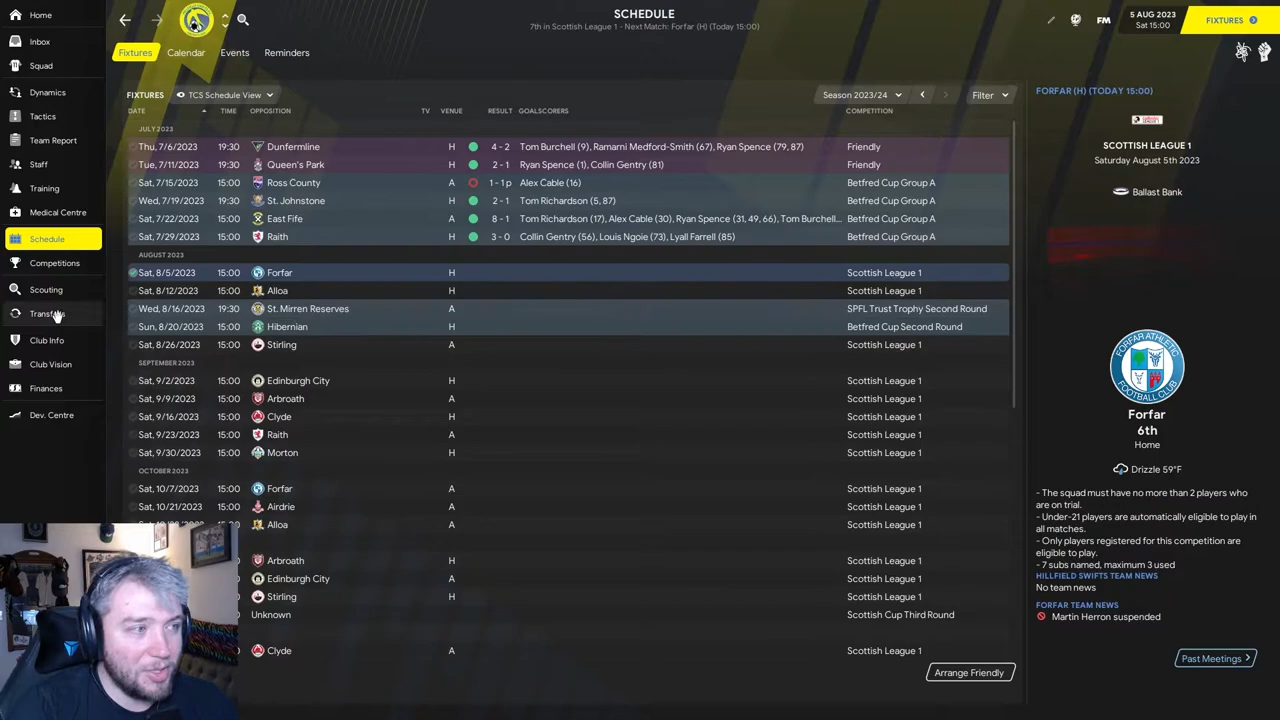 Home
SCHEDULE
7th in Scottish League 1 - Next Match: Forfar (H) (Today 15:00)
FM
5 AUG 2023
Sat 15:00
FIXTURES
Inbox
Squad
Dynamics
Tactics
Team Report
Staff
Training
Medical Centre
Schedule
Competitions
Scouting
Club Info
Club Vision
Finances
Dev. Centre
Fixtures Calendar Events Reminders
FIXTURES TCS Schedule View Season 2023/24 Filter
DATE TIME OPPOSITION TV VENUE RESULT GOALSCORERS COMPETITION
JULY 2023
Thu, 7/6/2023 19:30 Dunfermline H 4 - 2 Tom Burchell (9), Ramarni Medford-Smith (67), Ryan Spence (79, 87) Friendly
Tue, 7/11/2023 19:30 Queen's Park H 2 - 1 Ryan Spence (1), Collin Gentry (81) Friendly
Sat, 7/15/2023 15:00 Ross County A 1 - 1 p Alex Cable (16) Betfred Cup Group A
Wed, 7/19/2023 19:30 St. Johnstone H 2 - 1 Tom Richardson (5, 87) Betfred Cup Group A
Sat, 7/22/2023 15:00 East Fife A 8 - 1 Tom Richardson (17), Alex Cable (30), Ryan Spence (31, 49, 66), Tom Burchell... Betfred Cup Group A
Sat, 7/29/2023 15:00 Raith H 3 - 0 Collin Gentry (56), Louis Ngoie (73), Lyall Farrell (85) Betfred Cup Group A
AUGUST 2023
Sat, 8/5/2023 15:00 Forfar H Scottish League 1
Sat, 8/12/2023 15:00 Alloa H Scottish League 1
Wed, 8/16/2023 19:30 St. Mirren Reserves A SPFL Trust Trophy Second Round
Sun, 8/20/2023 15:00 Hibernian H Betfred Cup Second Round
Sat, 8/26/2023 15:00 Stirling A Scottish League 1
SEPTEMBER 2023
Sat, 9/2/2023 15:00 Edinburgh City H Scottish League 1
Sat, 9/9/2023 15:00 Arbroath A Scottish League 1
Sat, 9/16/2023 15:00 Clyde H Scottish League 1
Sat, 9/23/2023 15:00 Raith A Scottish League 1
Sat, 9/30/2023 15:00 Morton H Scottish League 1
OCTOBER 2023
Sat, 10/7/2023 15:00 Forfar A Scottish League 1
Sat, 10/21/2023 15:00 Airdrie A Scottish League 1
15:00 Alloa A Scottish League 1
Arbroath H Scottish League 1
Edinburgh City A Scottish League 1
Stirling H Scottish League 1
Unknown Scottish Cup Third Round
Clyde A Scottish League 1
Arrange Friendly
FORFAR (H) (TODAY 15:00)
SCOTTISH LEAGUE 1
Saturday August 5th 2023
Ballast Bank
FORFAR ATHLETIC
FOOTBALL CLUB
Forfar
6th
Home
Drizzle 59°F
- The squad must have no more than 2 players who
are on trial.
- Under-21 players are automatically eligible to play in
all matches.
- Only players registered for this competition are
eligible to play.
- 7 subs named, maximum 3 used
HILLFIELD SWIFTS TEAM NEWS
No team news
FORFAR TEAM NEWS
Martin Herron suspended
Past Meetings